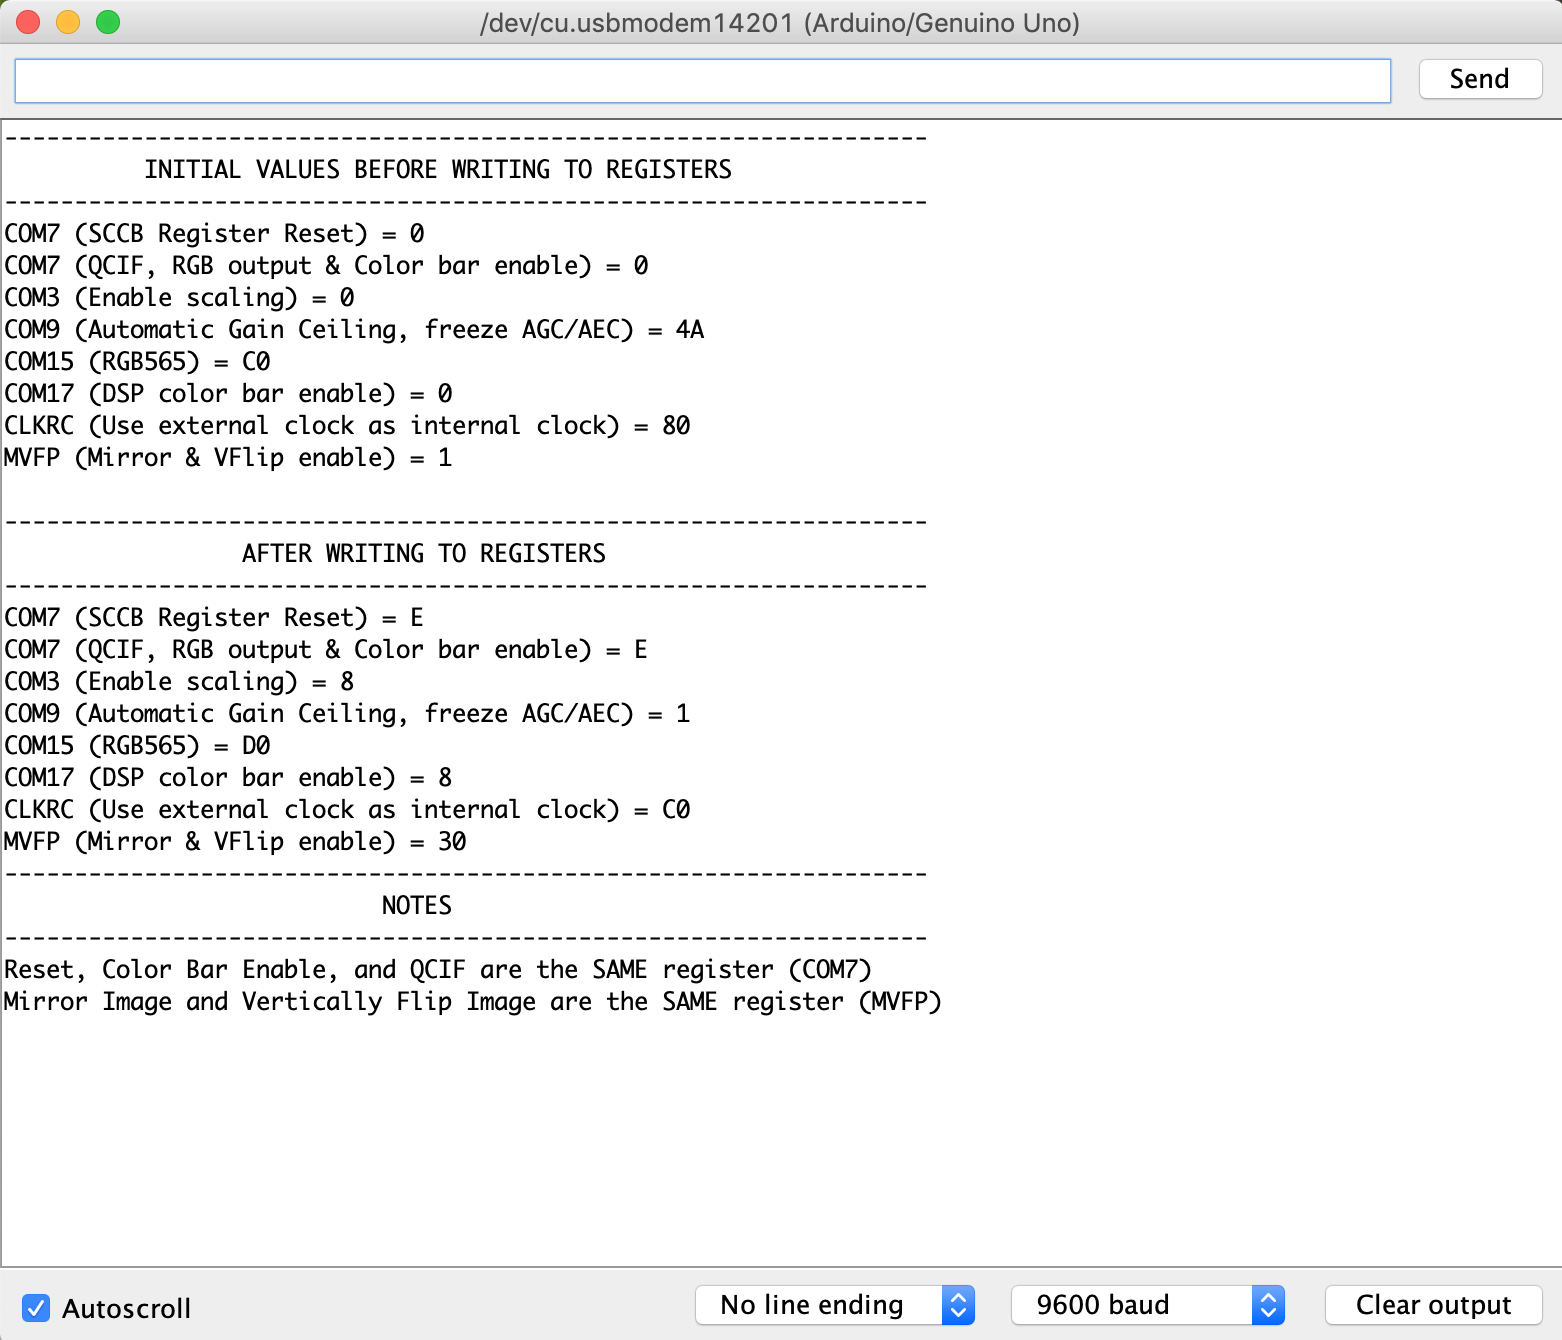 /dev/cu.usbmodem14201 (Arduino/Genuino Uno)
Send
------------------------------------------------------------------
INITIAL VALUES BEFORE WRITING TO REGISTERS
------------------------------------------------------------------
COM7 (SCCB Register Reset) = 0
COM7 (QCIF, RGB output & Color bar enable) = 0
COM3 (Enable scaling) = 0
COM9 (Automatic Gain Ceiling, freeze AGC/AEC) = 4A
COM15 (RGB565) = C0
COM17 (DSP color bar enable) = 0
CLKRC (Use external clock as internal clock) = 80
MVFP (Mirror & VFlip enable) = 1
------------------------------------------------------------------
AFTER WRITING TO REGISTERS
------------------------------------------------------------------
COM7 (SCCB Register Reset) = E
COM7 (QCIF, RGB output & Color bar enable) = E
COM3 (Enable scaling) = 8
COM9 (Automatic Gain Ceiling, freeze AGC/AEC) = 1
COM15 (RGB565) = D0
COM17 (DSP color bar enable) = 8
CLKRC (Use external clock as internal clock) = C0
MVFP (Mirror & VFlip enable) = 30
------------------------------------------------------------------
NOTES
------------------------------------------------------------------
Reset, Color Bar Enable, and QCIF are the SAME register (COM7)
Mirror Image and Vertically Flip Image are the SAME register (MVFP)
Autoscroll
No line ending
9600 baud
Clear output